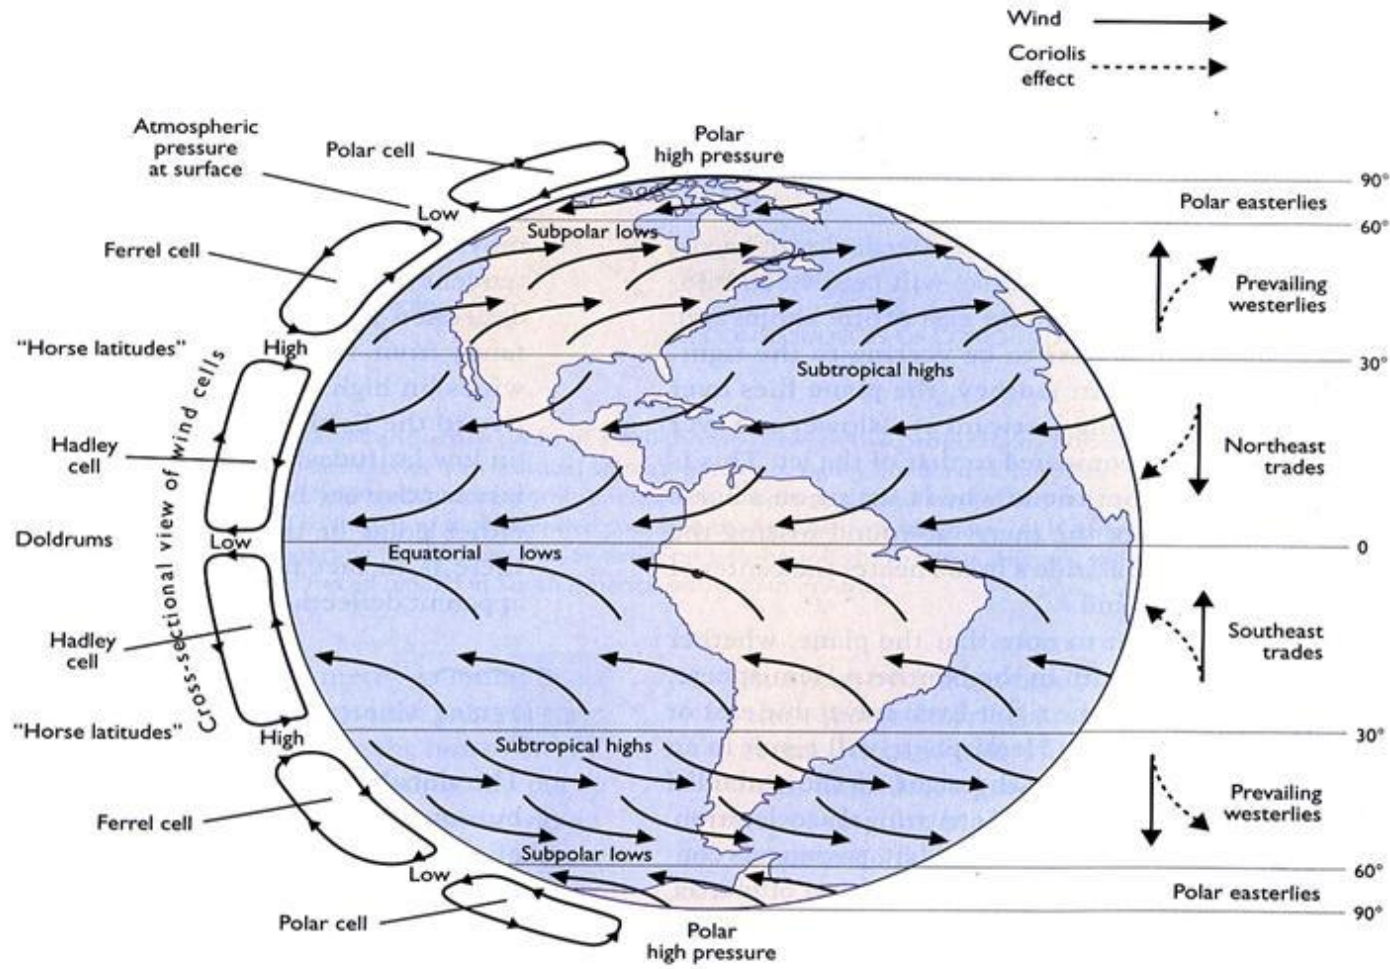 Wind
Coriolis
effect
Atmospheric
pressure
at surface
Polar cell
Polar
high pressure
90°
Polar easterlies
Low
60°
Subpolar lows
Ferrel cell
Prevailing
westerlies
"Horse latitudes"
High
30°
Subtropical highs
Hadley
cell
Northeast
trades
Cross-sectional view of wind cells
Doldrums
Low
Equatorial lows
0
Hadley
cell
Southeast
trades
"Horse latitudes"
High
30°
Subtropical highs
Prevailing
westerlies
Ferrel cell
Subpolar lows
Low
60°
Polar easterlies
90°
Polar cell
Polar
high pressure